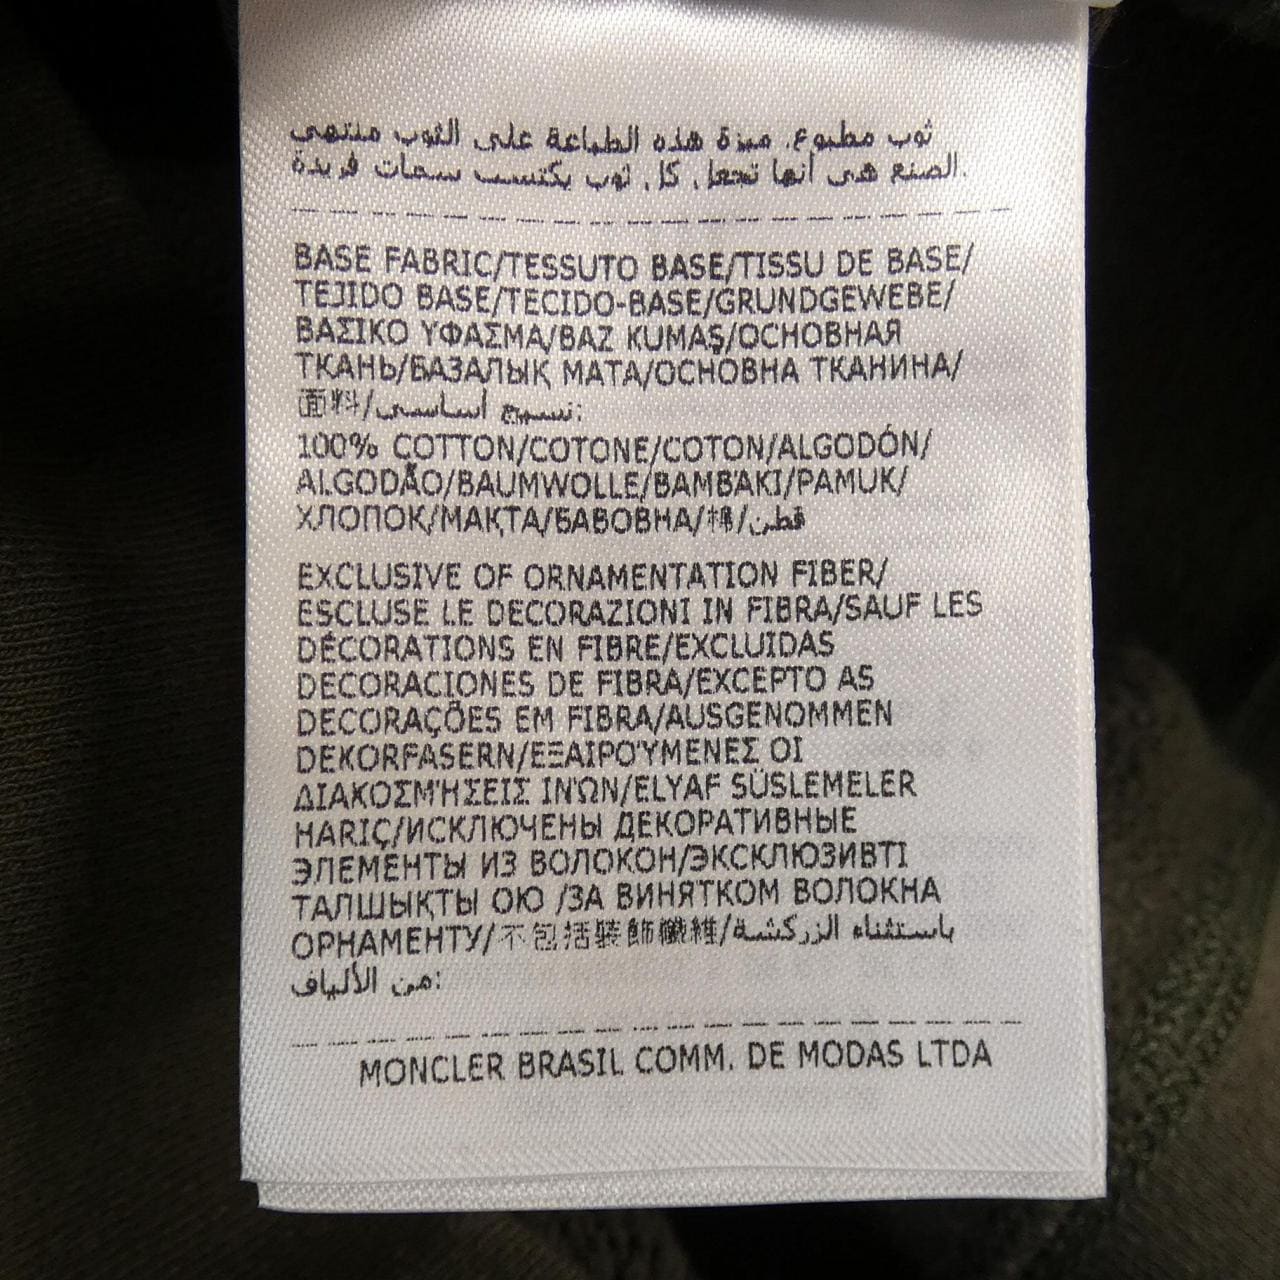 ثوب مطبوع. ميزة هذه الطباعة على الثوب منتهي
الصنع هي أنها تجعل. كل. ثوب يكتسب سمات فريدة.
BASE FABRIC/TESSUTO BASE/TISSU DE BASE/
TEJIDO BASE/TECIDO-BASE/GRUNDGEWEBE/
ΒΑΣΙΚΟ ΥΦΑΣΜΑ/BAZ KUMAŞ/ОСНОВНАЯ
ТКАНЬ/БАЗАЛЫҚ МАТА/ОСНОВНА ТКАНИНА/
面料/نسيج أساسي:
100% COTTON/COTONE/COTON/ALGODÓN/
ALGODÃO/BAUMWOLLE/ΒΑΜΒΆΚΙ/PAMUK/
ХЛОПОК/МАҚТА/БАВОВНА/棉/قطن
EXCLUSIVE OF ORNAMENTATION FIBER/
ESCLUSE LE DECORAZIONI IN FIBRA/SAUF LES
DÉCORATIONS EN FIBRE/EXCLUIDAS
DECORACIONES DE FIBRA/EXCEPTO AS
DECORAÇÕES EM FIBRA/AUSGENOMMEN
DEKORFASERN/ΕΞΑΙΡΟΎΜΕΝΕΣ ΟΙ
ΔΙΑΚΟΣΜΉΣΕΙΣ ΙΝΏΝ/ELYAF SÜSLEMELER
HARIÇ/ИСКЛЮЧЕНЫ ДЕКОРАТИВНЫЕ
ЭЛЕМЕНТЫ ИЗ ВОЛОКОН/ЭКСКЛЮЗИВТІ
ТАЛШЫҚТЫ ОЮ /ЗА ВИНЯТКОМ ВОЛОКНА
ОРНАМЕНТУ/不包括裝飾纖維/باستثناء الزركشة
من الألياف:
MONCLER BRASIL COMM. DE MODAS LTDA